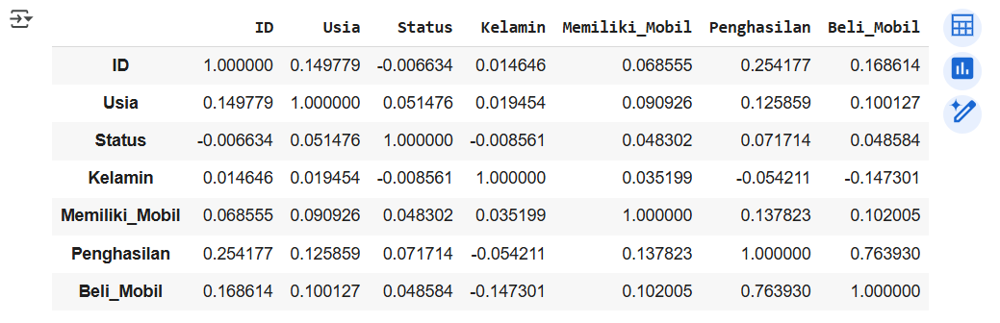 ID Usia Status Kelamin Memiliki_Mobil Penghasilan Beli_Mobil
ID 1.000000 0.149779 -0.006634 0.014646 0.068555 0.254177 0.168614
Usia 0.149779 1.000000 0.051476 0.019454 0.090926 0.125859 0.100127
Status -0.006634 0.051476 1.000000 -0.008561 0.048302 0.071714 0.048584
Kelamin 0.014646 0.019454 -0.008561 1.000000 0.035199 -0.054211 -0.147301
Memiliki_Mobil 0.068555 0.090926 0.048302 0.035199 1.000000 0.137823 0.102005
Penghasilan 0.254177 0.125859 0.071714 -0.054211 0.137823 1.000000 0.763930
Beli_Mobil 0.168614 0.100127 0.048584 -0.147301 0.102005 0.763930 1.000000